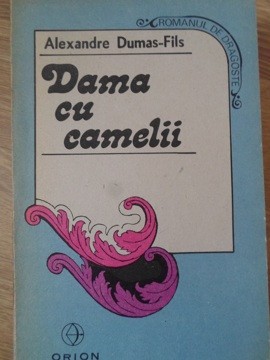 ROMANUL DE DRAGOSTE
Alexandre Dumas-Fils
Dama
cu
camelii
ORION